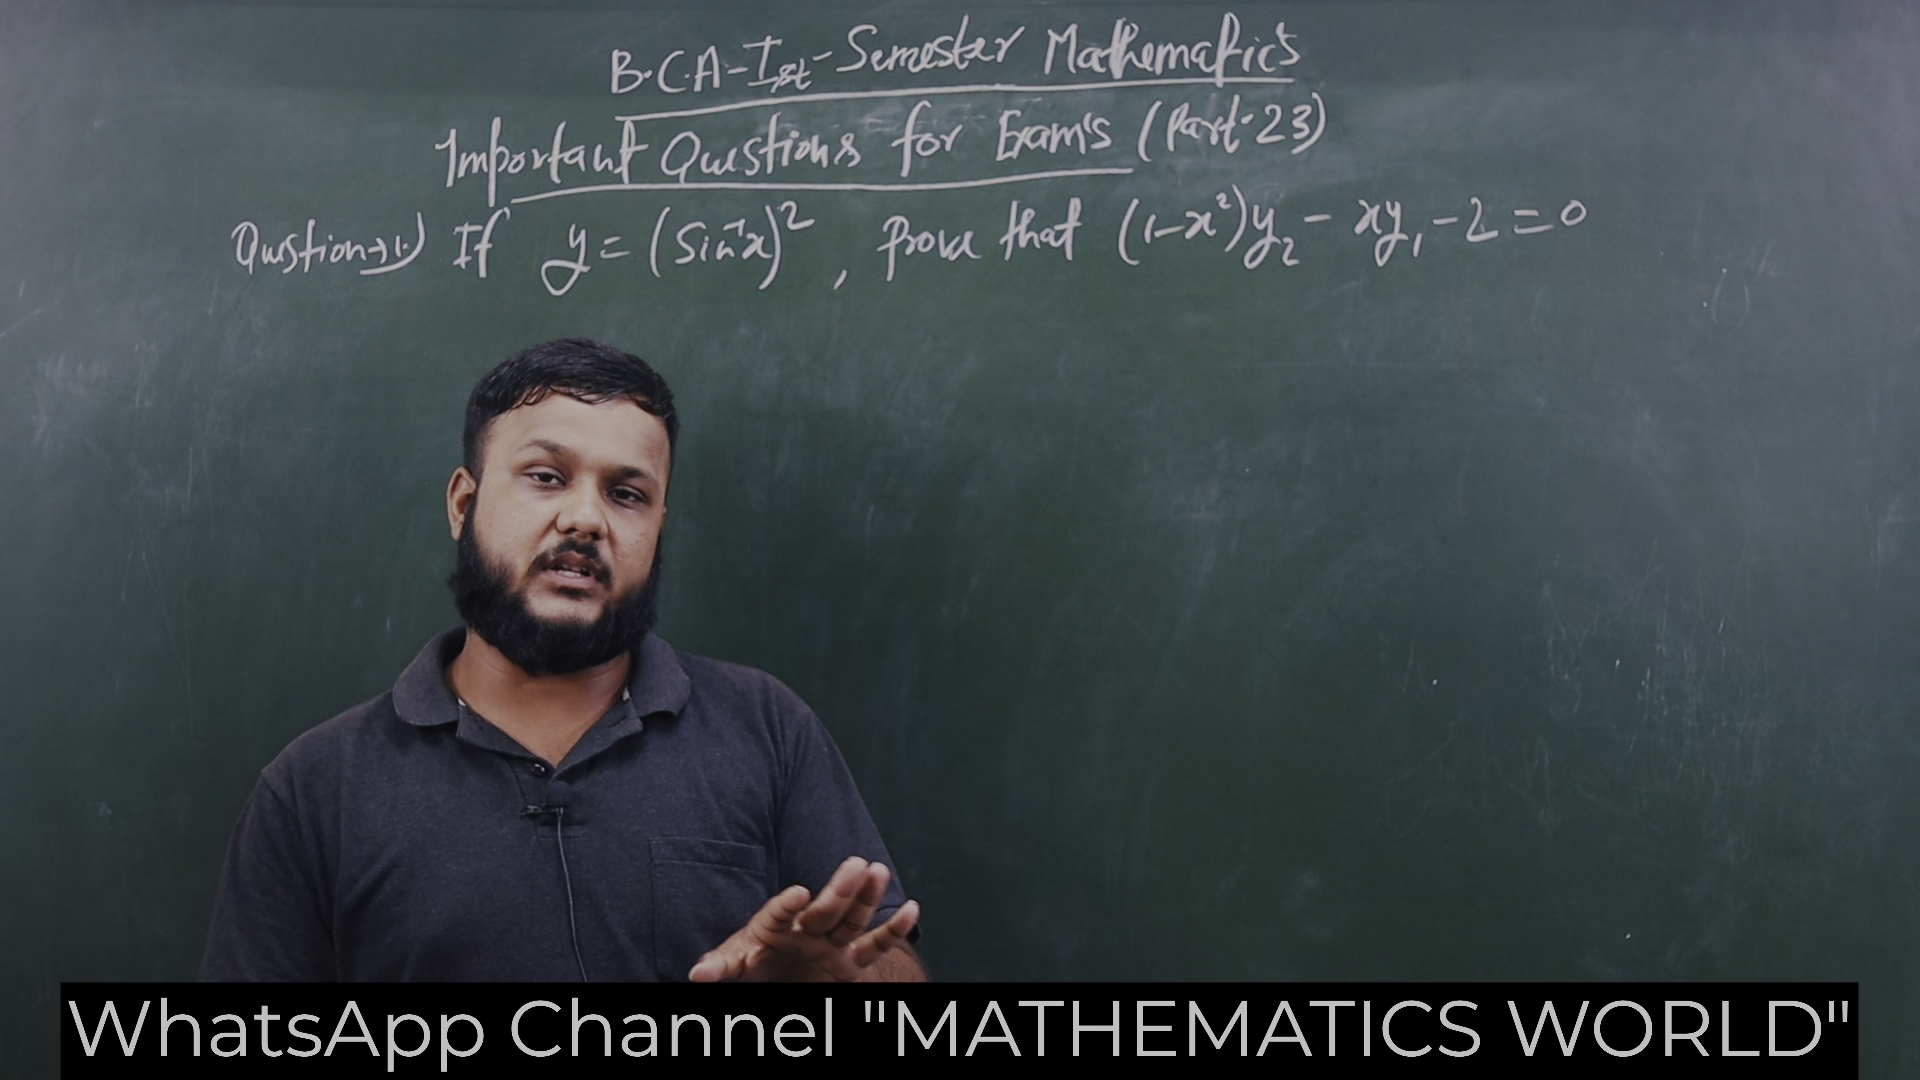 B.C.A-Ist-Semester Mathematics
Important Questions for Exam's (Part-23)
Question→1.) If y = (Sin⁻¹x)², Prove that (1-x²)y₂ - xy₁ - 2 = 0
WhatsApp Channel "MATHEMATICS WORLD"